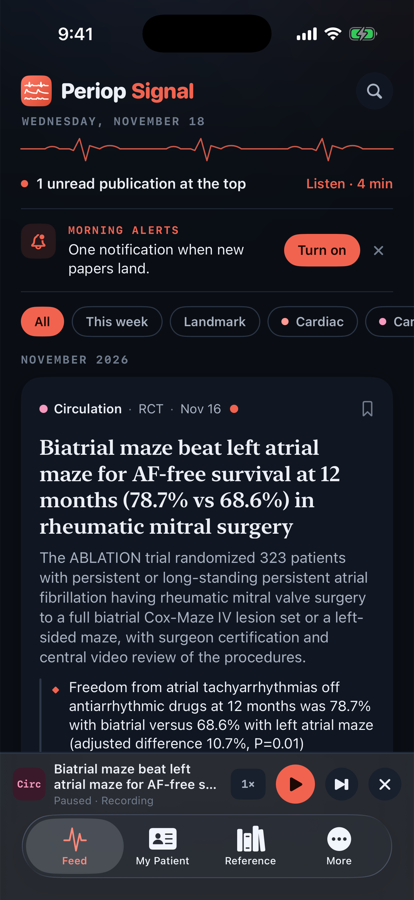 9:41
Periop Signal
WEDNESDAY, NOVEMBER 18
1 unread publication at the top
Listen · 4 min
MORNING ALERTS
One notification when new
papers land.
Turn on
All
This week
Landmark
Cardiac
Car
NOVEMBER 2026
Circulation · RCT · Nov 16
Biatrial maze beat left atrial
maze for AF-free survival at 12
months (78.7% vs 68.6%) in
rheumatic mitral surgery
The ABLATION trial randomized 323 patients
with persistent or long-standing persistent atrial
fibrillation having rheumatic mitral valve surgery
to a full biatrial Cox-Maze IV lesion set or a left-
sided maze, with surgeon certification and
central video review of the procedures.
Freedom from atrial tachyarrhythmias off
antiarrhythmic drugs at 12 months was 78.7%
with biatrial versus 68.6% with left atrial maze
(adjusted difference 10.7%, P=0.01)
Circ
Biatrial maze beat left
atrial maze for AF-free s...
Paused · Recording
1×
Feed
My Patient
Reference
More